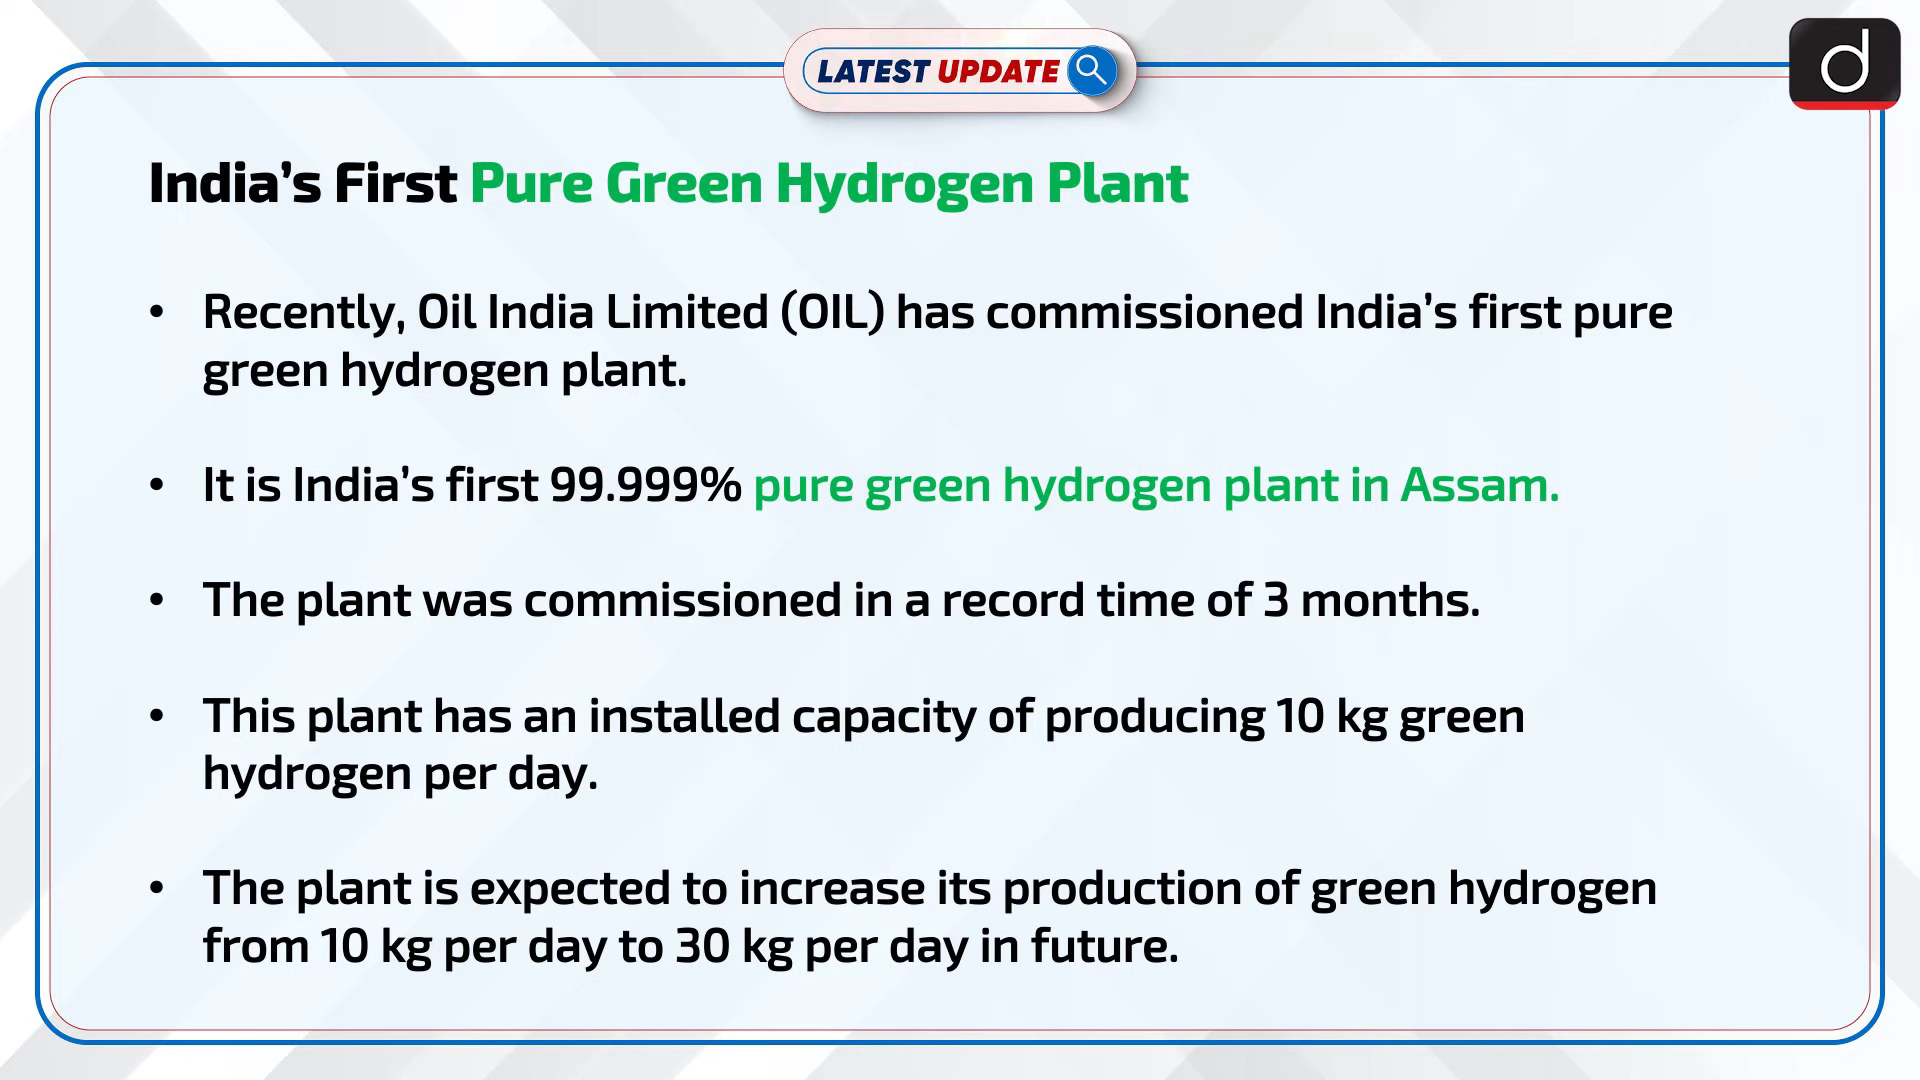 LATEST UPDATE
d
India’s First Pure Green Hydrogen Plant
• Recently, Oil India Limited (OIL) has commissioned India’s first pure
green hydrogen plant.
• It is India’s first 99.999% pure green hydrogen plant in Assam.
• The plant was commissioned in a record time of 3 months.
• This plant has an installed capacity of producing 10 kg green
hydrogen per day.
• The plant is expected to increase its production of green hydrogen
from 10 kg per day to 30 kg per day in future.